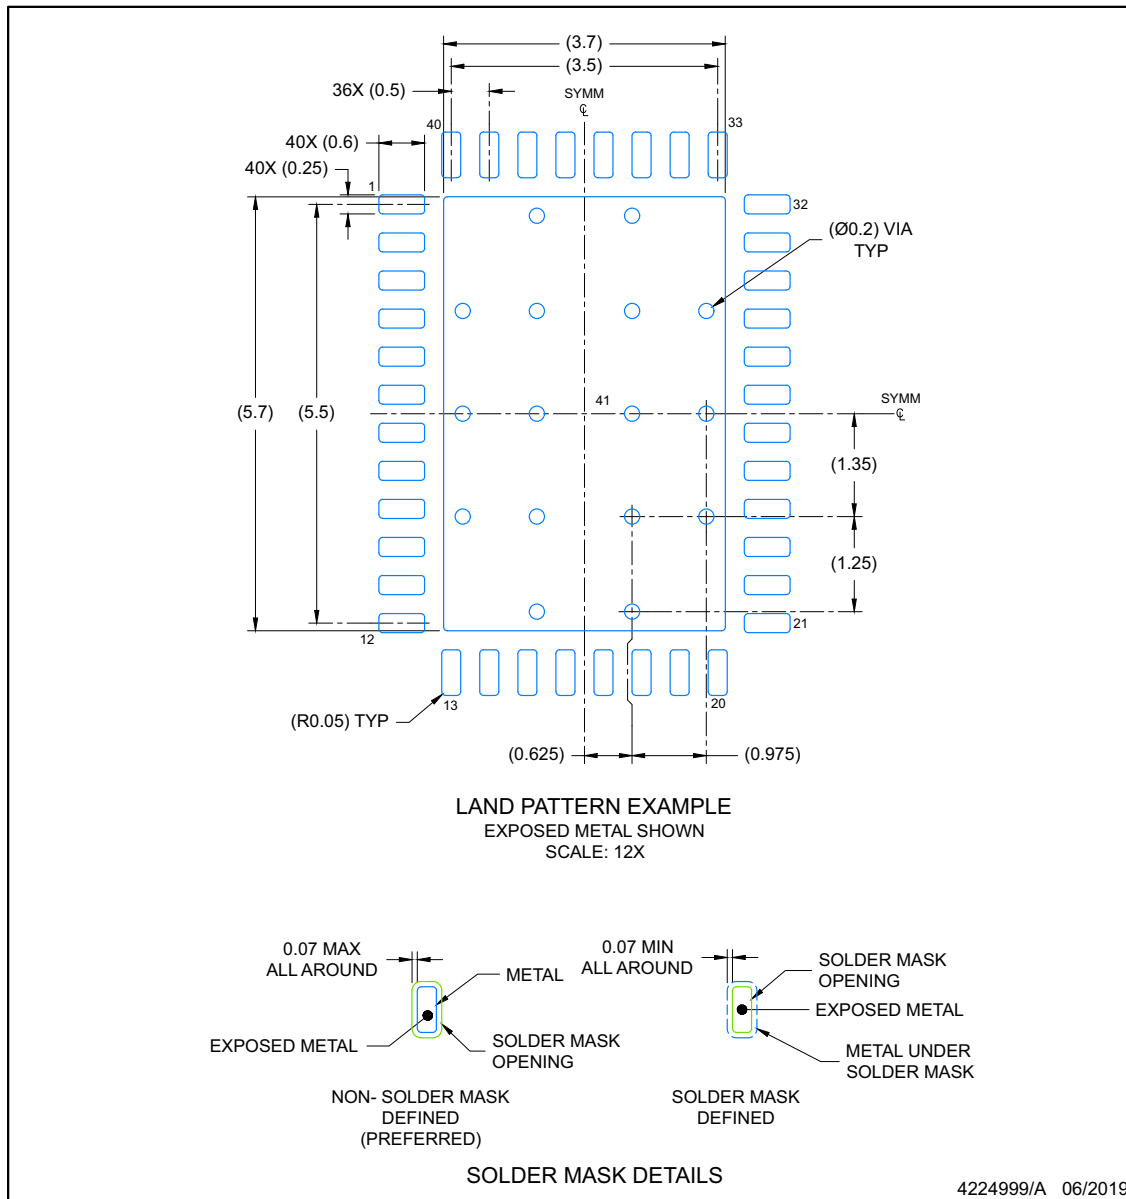 (3.7)
(3.5)
36X (0.5)
SYMM
℄
40
33
40X (0.6)
40X (0.25)
1
32
(Ø0.2) VIA
TYP
(5.7)
(5.5)
41
SYMM
℄
(1.35)
(1.25)
12
21
13
20
(R0.05) TYP
(0.625)
(0.975)
LAND PATTERN EXAMPLE
EXPOSED METAL SHOWN
SCALE: 12X
0.07 MAX
ALL AROUND
METAL
EXPOSED METAL
SOLDER MASK
OPENING
NON- SOLDER MASK
DEFINED
(PREFERRED)
0.07 MIN
ALL AROUND
SOLDER MASK
OPENING
EXPOSED METAL
METAL UNDER
SOLDER MASK
SOLDER MASK
DEFINED
SOLDER MASK DETAILS
4224999/A 06/2019